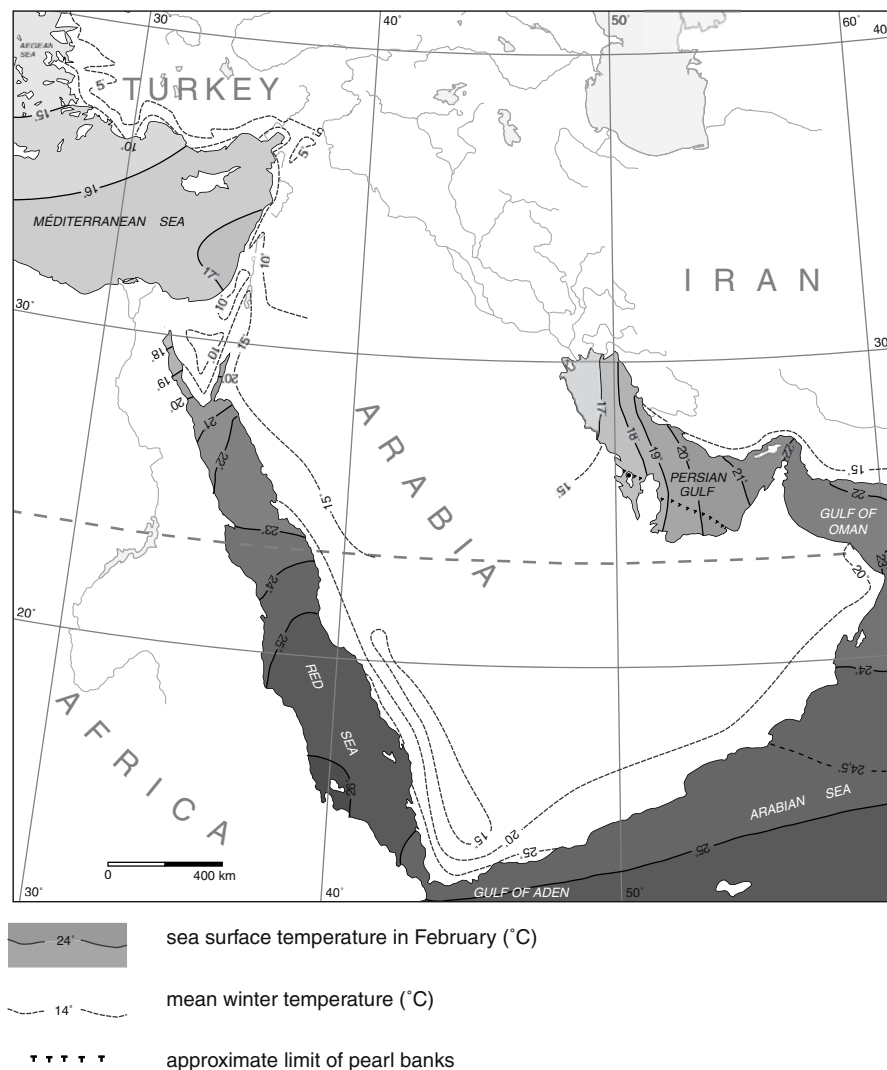 30˚
40˚
50˚
60˚
40˚
AEGEAN
SEA
TURKEY
5˚
15˚
10˚
5˚
5˚
16˚
MÉDITERRANEAN SEA
17˚
10˚
10˚
IRAN
30˚
10˚
15˚
30˚
18˚
19˚
20˚
20˚
21˚
22˚
ARABIA
17˚
18˚
19˚
20˚
21˚
22˚
15˚
15˚
PERSIAN
GULF
22˚
GULF OF
OMAN
15˚
23˚
23˚
20˚
24˚
25˚
20˚
24˚
RED
SEA
AFRICA
24,5˚
ARABIAN SEA
15˚
20˚
25˚
25˚
0
400 km
30˚
40˚
GULF OF ADEN
50˚
24˚
sea surface temperature in February (˚C)
14˚
mean winter temperature (˚C)
approximate limit of pearl banks